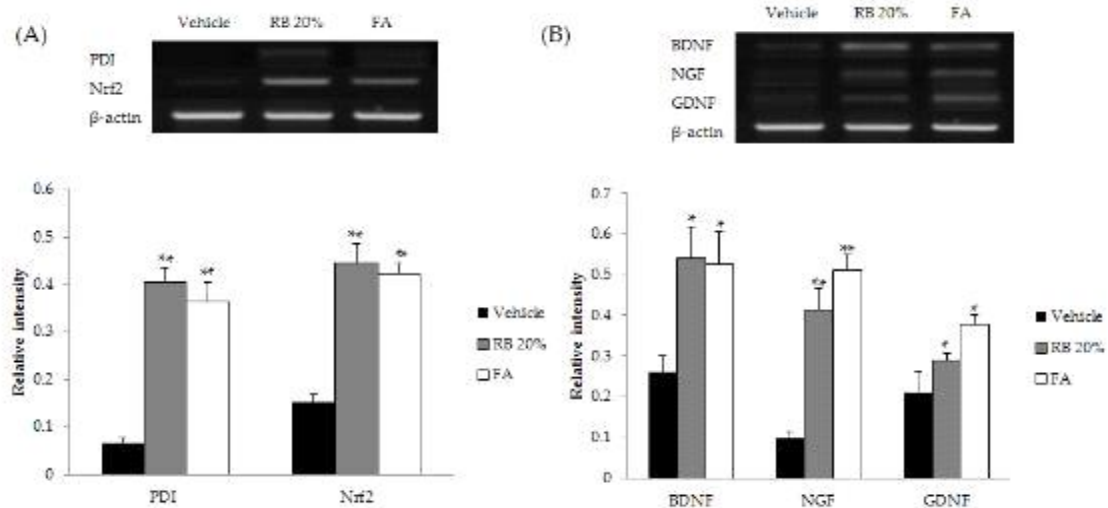 (A)
Vehicle RB 20% FA
PDI
Nrf2
β-actin
0.6
0.5
0.4
0.3
0.2
0.1
0
Relative intensity
** ** ** **
PDI Nrf2
Vehicle
RB 20%
FA
(B)
Vehicle RB 20% FA
BDNF
NGF
GDNF
β-actin
0.7
0.6
0.5
0.4
0.3
0.2
0.1
0
Relative intensity
* * ** ** * *
BDNF NGF GDNF
Vehicle
RB 20%
FA